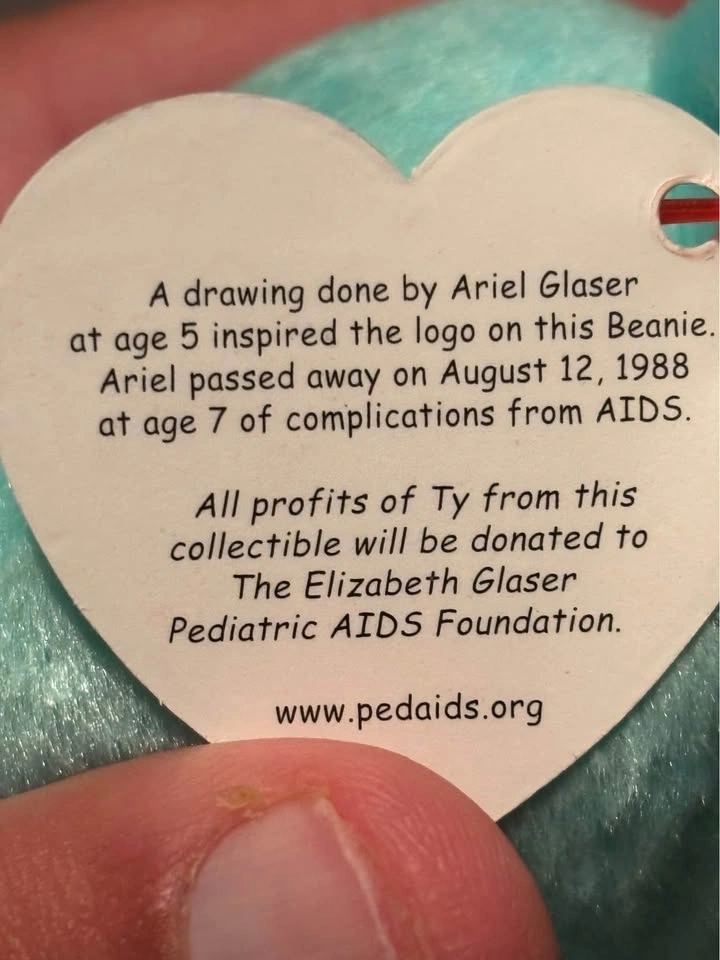 A drawing done by Ariel Glaser
at age 5 inspired the logo on this Beanie.
Ariel passed away on August 12, 1988
at age 7 of complications from AIDS.
All profits of Ty from this
collectible will be donated to
The Elizabeth Glaser
Pediatric AIDS Foundation.
www.pedaids.org